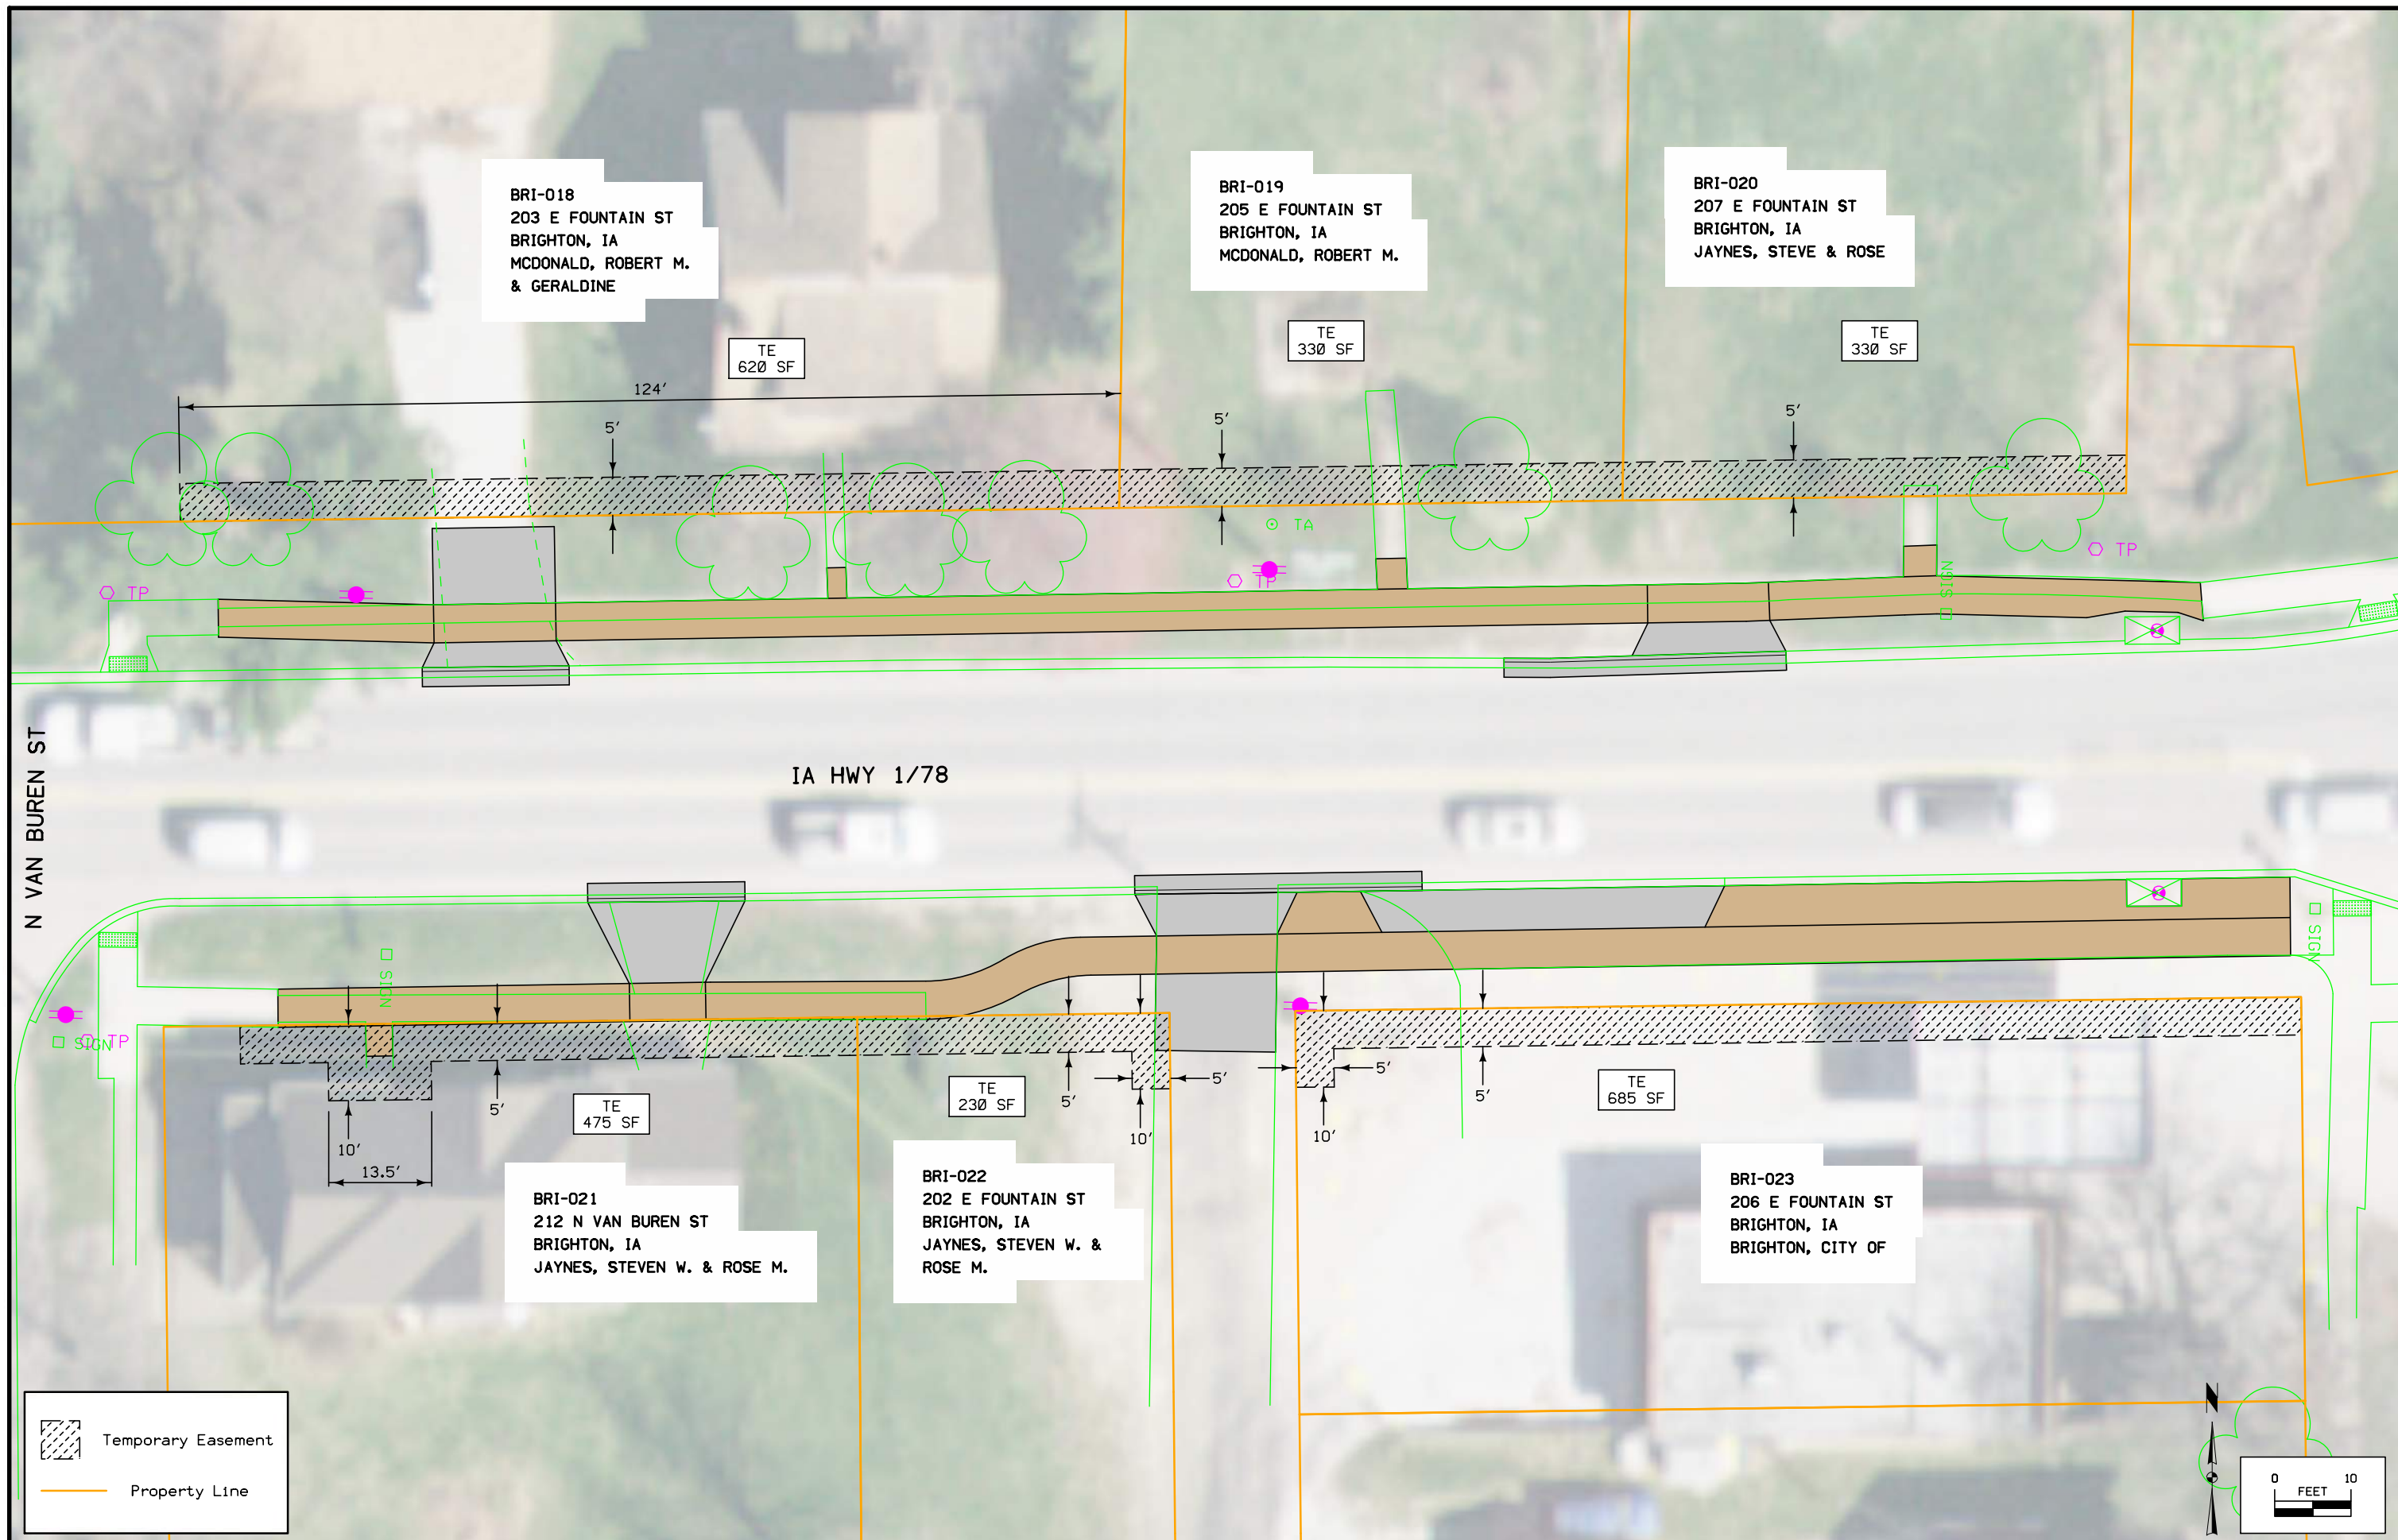 BRI-018
203 E FOUNTAIN ST
BRIGHTON, IA
MCDONALD, ROBERT M.
& GERALDINE
BRI-019
205 E FOUNTAIN ST
BRIGHTON, IA
MCDONALD, ROBERT M.
BRI-020
207 E FOUNTAIN ST
BRIGHTON, IA
JAYNES, STEVE & ROSE
TE
620 SF
TE
330 SF
TE
330 SF
124'
5'
5'
5'
TA
TP
TP
TP
SIGN
N VAN BUREN ST
IA HWY 1/78
SIGN
SIGN
SIGN
TP
5'
10'
13.5'
TE
475 SF
TE
230 SF
5'
5'
10'
5'
10'
5'
TE
685 SF
BRI-021
212 N VAN BUREN ST
BRIGHTON, IA
JAYNES, STEVEN W. & ROSE M.
BRI-022
202 E FOUNTAIN ST
BRIGHTON, IA
JAYNES, STEVEN W. &
ROSE M.
BRI-023
206 E FOUNTAIN ST
BRIGHTON, IA
BRIGHTON, CITY OF
Temporary Easement
Property Line
N
0 10
FEET